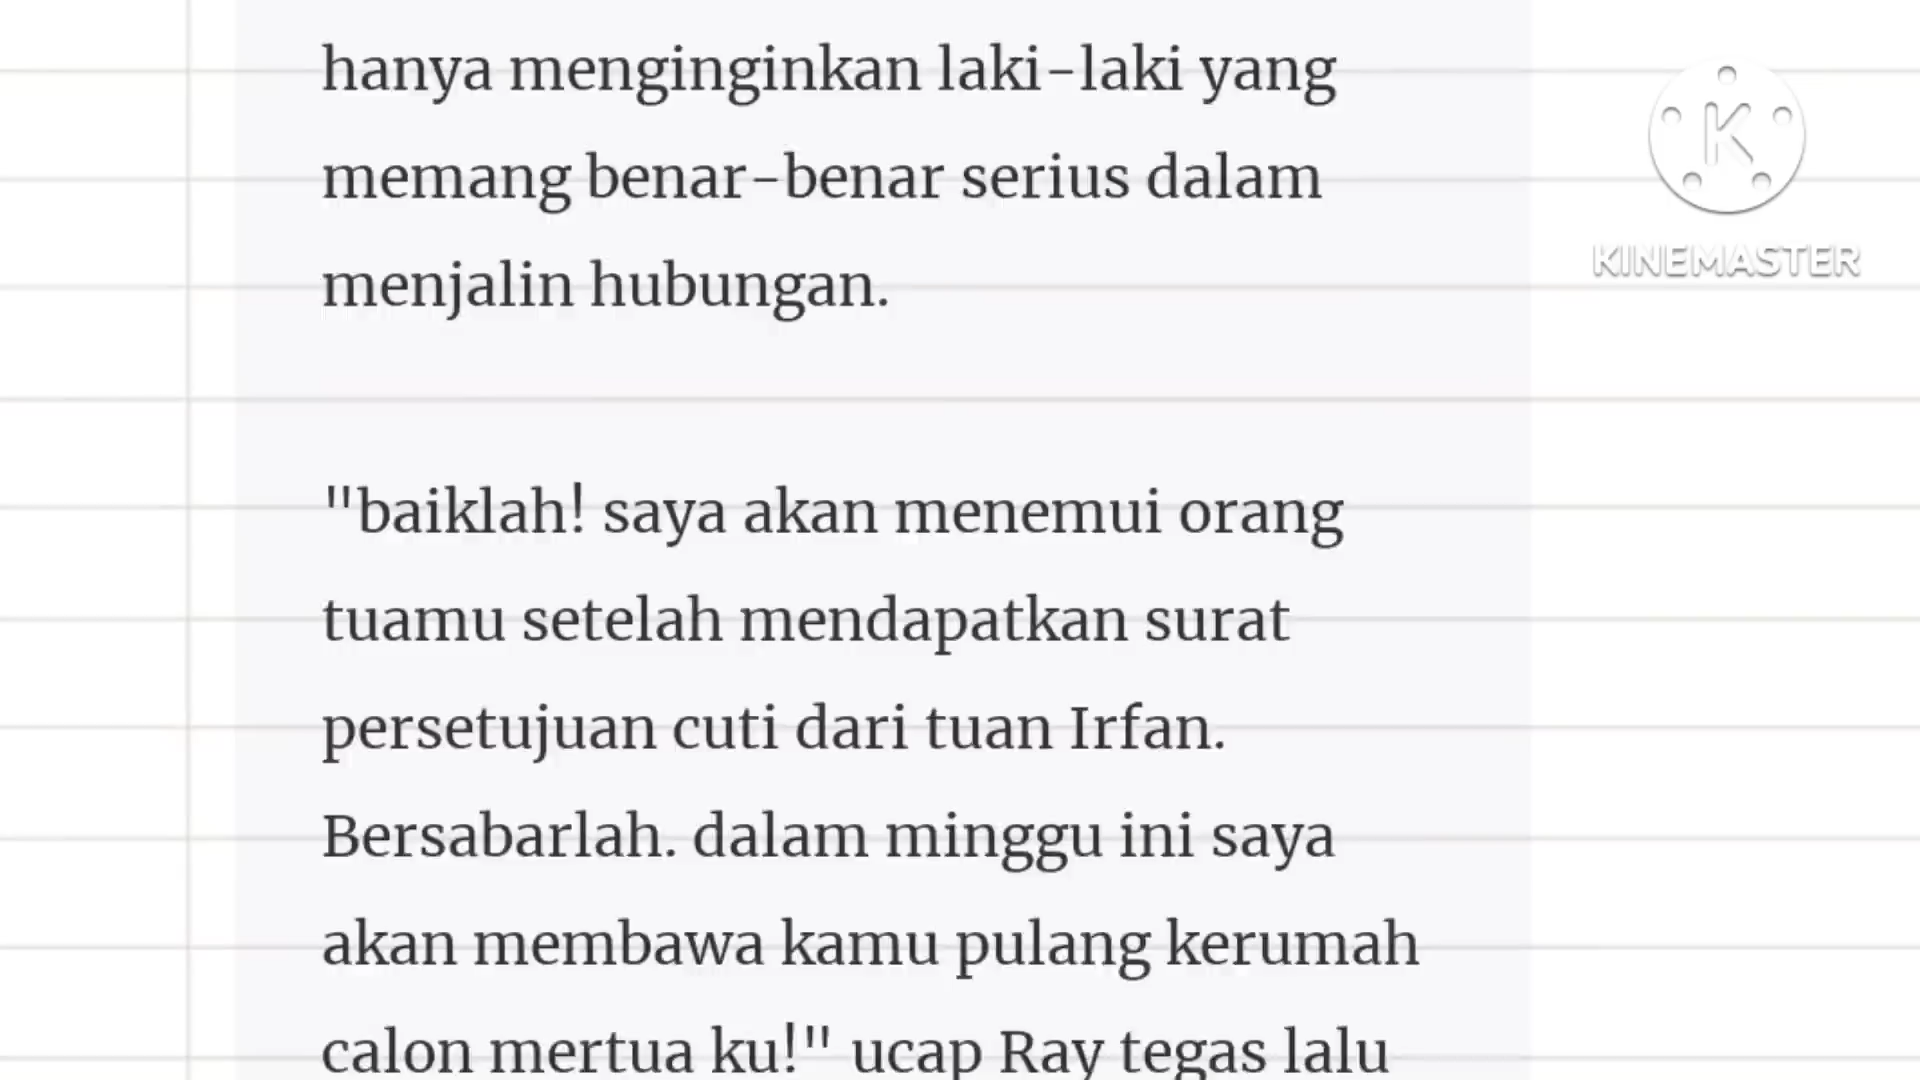 hanya menginginkan laki-laki yang
memang benar-benar serius dalam
menjalin hubungan.
"baiklah! saya akan menemui orang
tuamu setelah mendapatkan surat
persetujuan cuti dari tuan Irfan.
Bersabarlah. dalam minggu ini saya
akan membawa kamu pulang kerumah
calon mertua ku!" ucap Ray tegas lalu
K
KINEMASTER